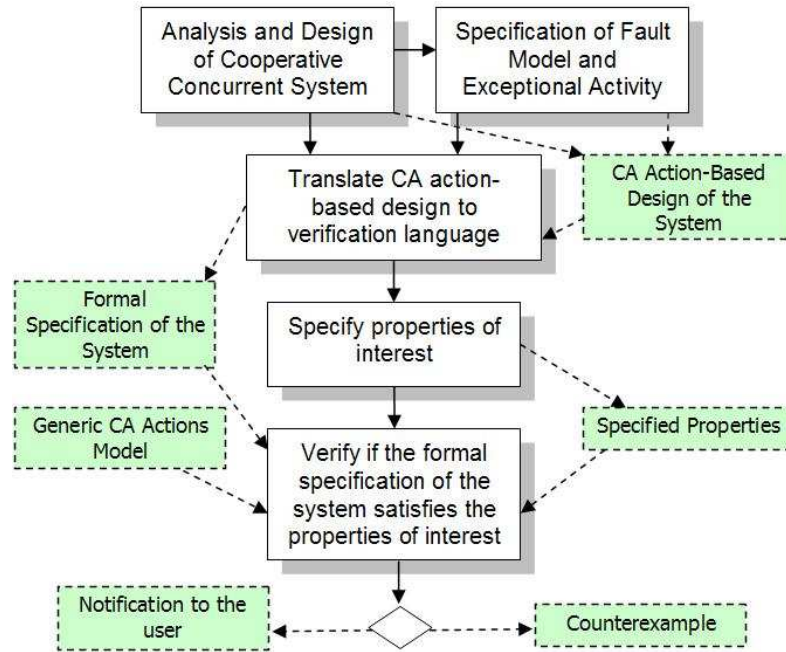 Analysis and Design
of Cooperative
Concurrent System
Specification of Fault
Model and
Exceptional Activity
Translate CA action-
based design to
verification language
CA Action-Based
Design of the
System
Formal
Specification of the
System
Specify properties of
interest
Generic CA Actions
Model
Verify if the formal
specification of the
system satisfies the
properties of interest
Specified Properties
Notification to the
user
Counterexample